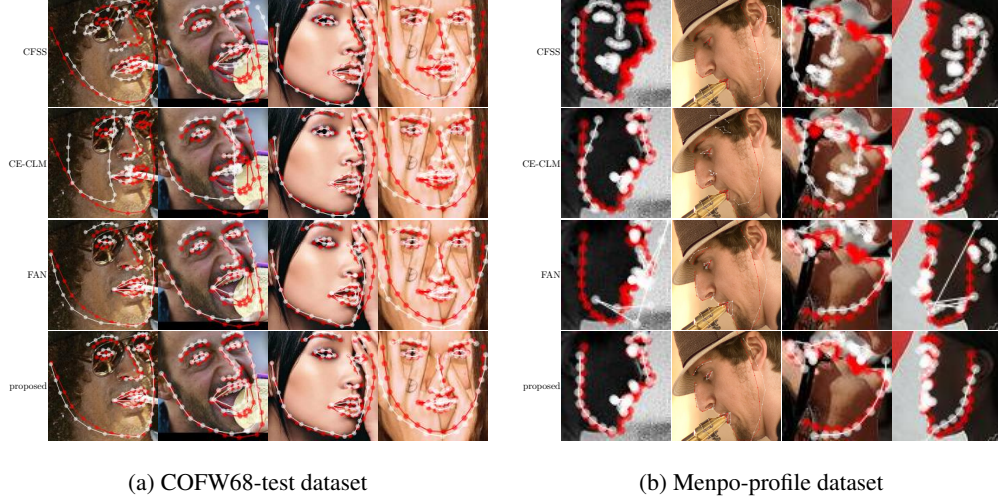 CFSS
CE-CLM
FAN
proposed
(a) COFW68-test dataset
CFSS
CE-CLM
FAN
proposed
(b) Menpo-profile dataset